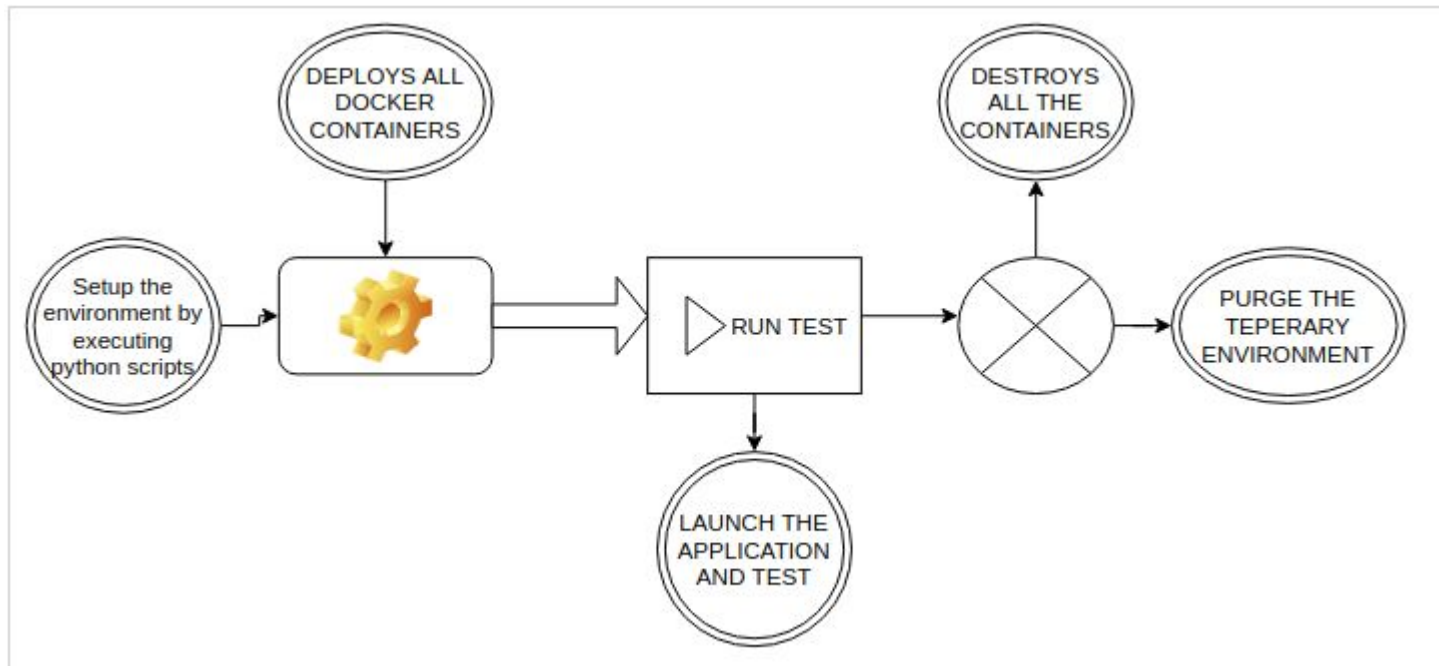 DEPLOYS ALL
DOCKER
CONTAINERS
DESTROYS
ALL THE
CONTAINERS
Setup the
environment by
executing
python scripts
RUN TEST
PURGE THE
TEPERARY
ENVIRONMENT
LAUNCH THE
APPLICATION
AND TEST